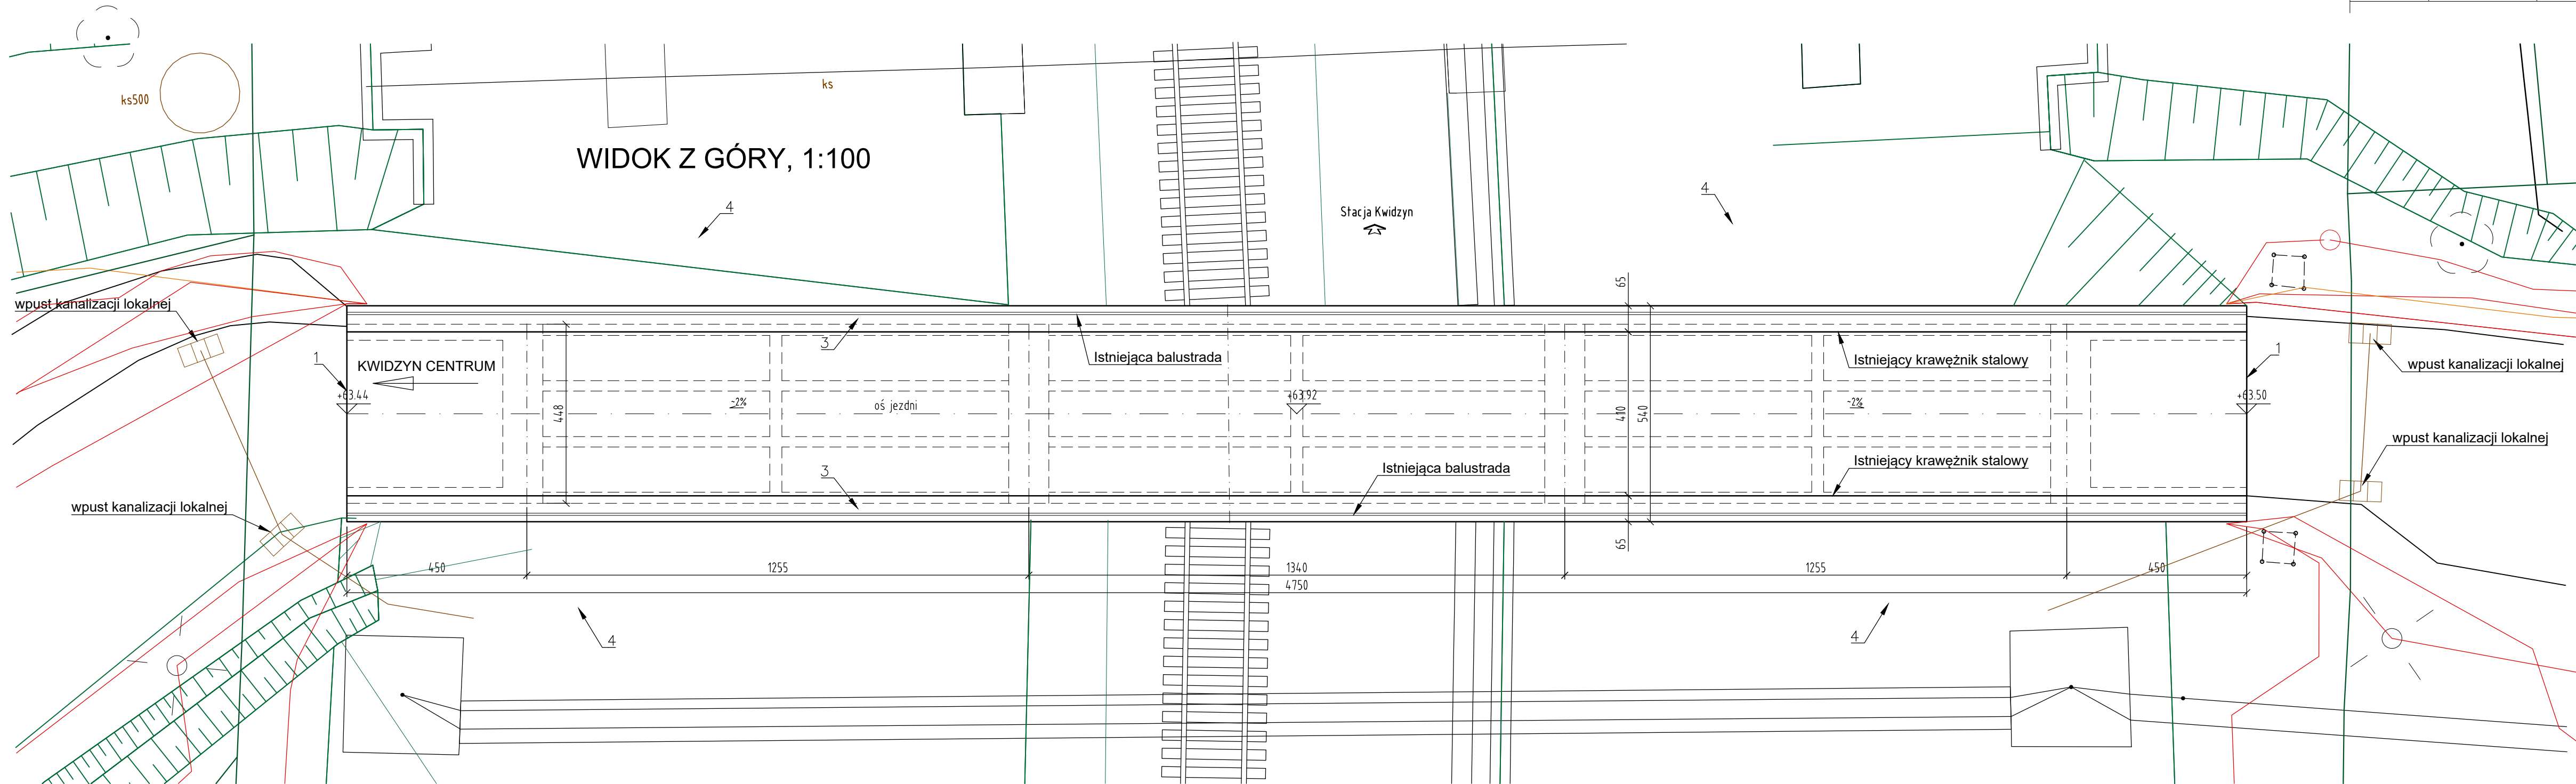 ks500
ks
WIDOK Z GÓRY, 1:100
4
4
Stacja Kwidzyn
65
wpust kanalizacji lokalnej
3
Istniejąca balustrada
Istniejący krawężnik stalowy
1
1
KWIDZYN CENTRUM
wpust kanalizacji lokalnej
+63.44
~2%
oś jezdni
+63.92
~2%
+63.50
448
410
540
wpust kanalizacji lokalnej
3
Istniejąca balustrada
Istniejący krawężnik stalowy
wpust kanalizacji lokalnej
65
450
1255
1340
1255
450
4750
4
4